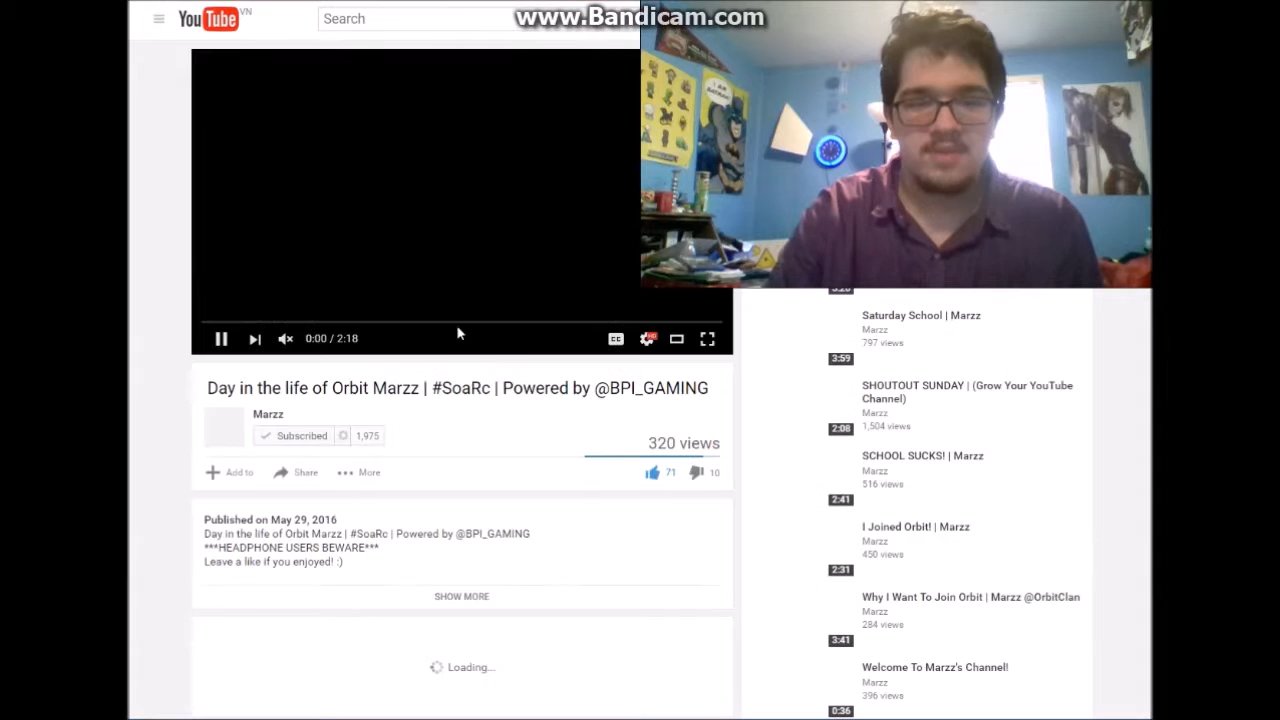 www.Bandicam.com
YouTube VN
Search
I AM BATMAN!
0:00 / 2:18
CC
HD
Day in the life of Orbit Marzz | #SoaRc | Powered by @BPI_GAMING
Marzz
Subscribed 1,975
320 views
Add to Share More 71 10
Published on May 29, 2016
Day in the life of Orbit Marzz | #SoaRc | Powered by @BPI_GAMING
***HEADPHONE USERS BEWARE***
Leave a like if you enjoyed! :)
SHOW MORE
Loading...
Saturday School | Marzz
Marzz
797 views
3:59
SHOUTOUT SUNDAY | (Grow Your YouTube
Channel)
Marzz
1,504 views
2:08
SCHOOL SUCKS! | Marzz
Marzz
516 views
2:41
I Joined Orbit! | Marzz
Marzz
450 views
2:31
Why I Want To Join Orbit | Marzz @OrbitClan
Marzz
284 views
3:41
Welcome To Marzz's Channel!
Marzz
396 views
0:36